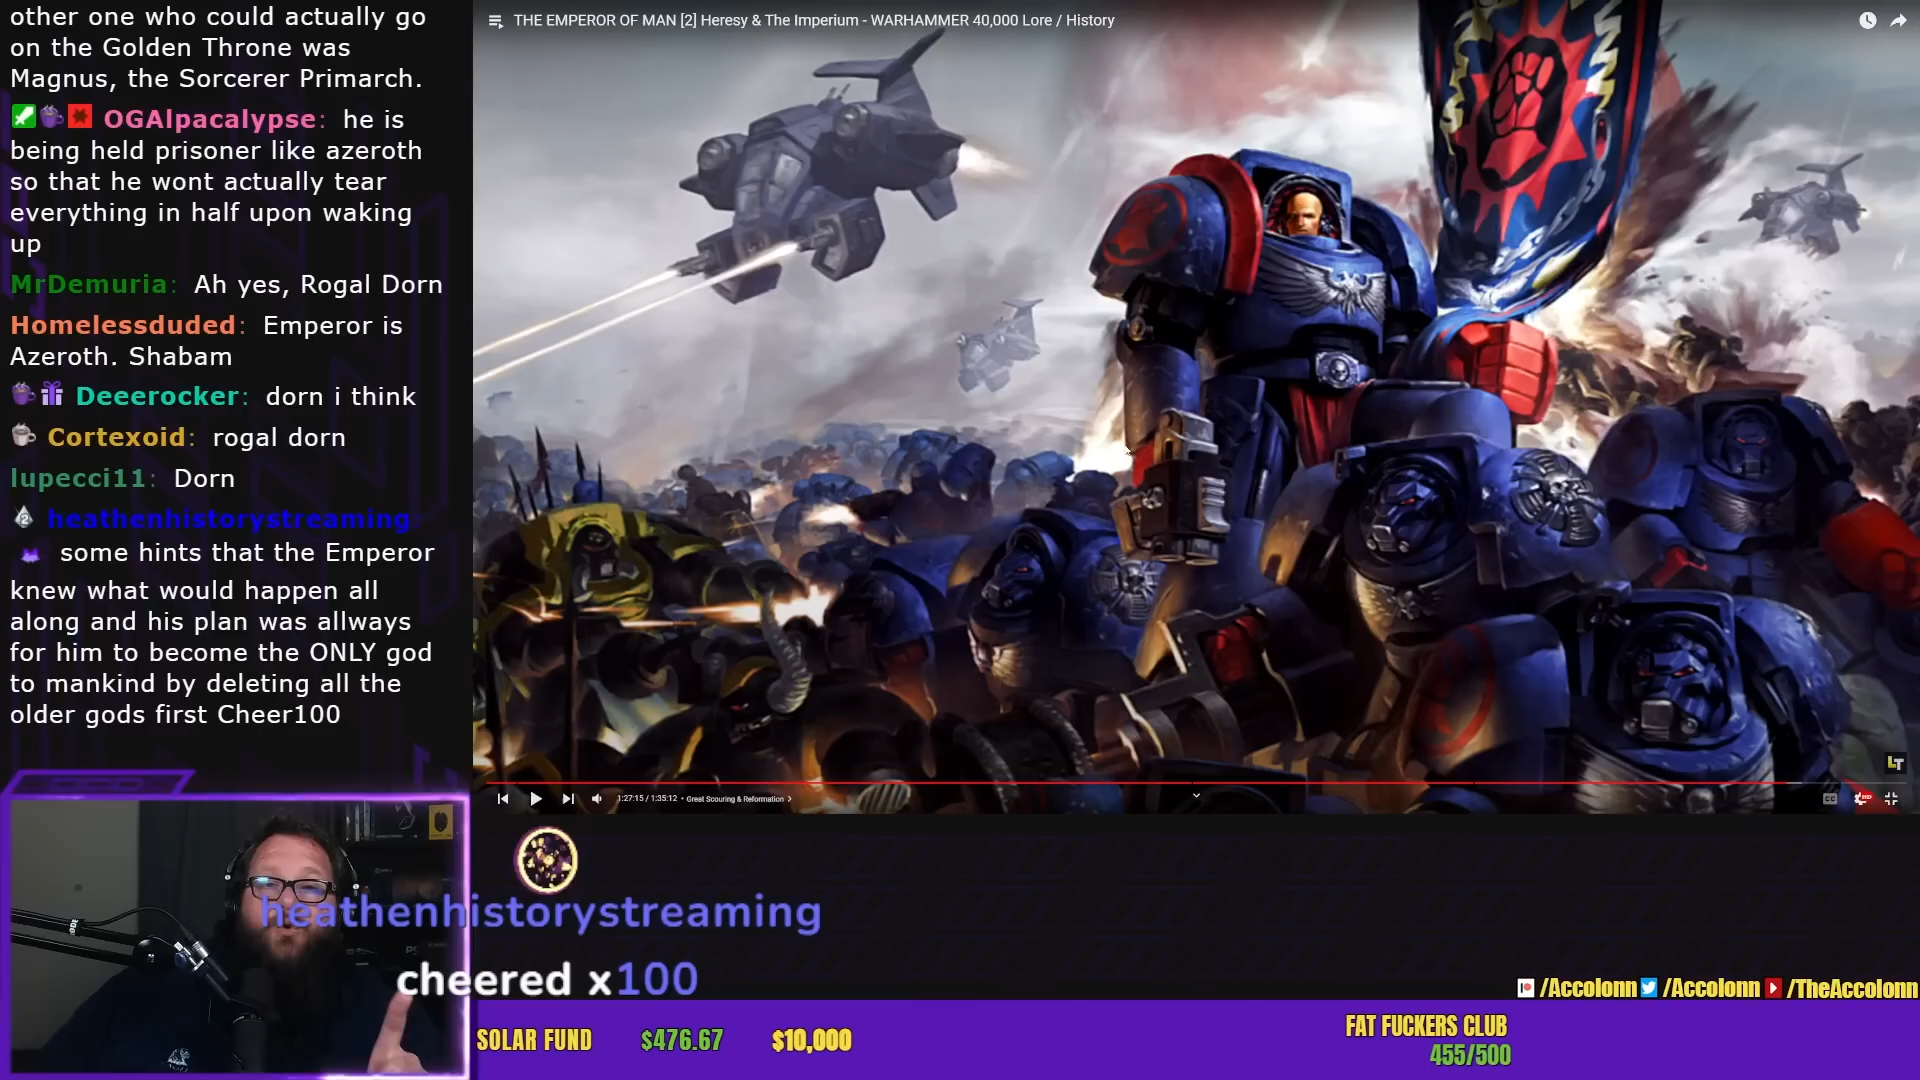 other one who could actually go
on the Golden Throne was
Magnus, the Sorcerer Primarch.
OGAlpacalypse: he is
being held prisoner like azeroth
so that he wont actually tear
everything in half upon waking
up
MrDemuria: Ah yes, Rogal Dorn
Homelessduded: Emperor is
Azeroth. Shabam
Deeerocker: dorn i think
Cortexoid: rogal dorn
lupecci11: Dorn
heathenhistorystreaming:
some hints that the Emperor
knew what would happen all
along and his plan was allways
for him to become the ONLY god
to mankind by deleting all the
older gods first Cheer100
THE EMPEROR OF MAN [2] Heresy & The Imperium - WARHAMMER 40,000 Lore / History
LT
1:27:15 / 1:35:12 • Great Scouring & Reformation >
CC
HD
heathenhistorystreaming
cheered x100
/Accolonn /Accolonn /TheAccolonn
SOLAR FUND $476.67 $10,000
FAT FUCKERS CLUB
455/500